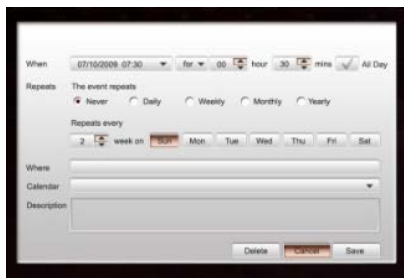 When 07/10/2009 07:30 for 00 hour 30 mins All Day
Repeats The event repeats
Never Daily Weekly Monthly Yearly
Repeats every
2 week on Sun Mon Tue Wed Thu Fri Sat
Where
Calendar
Description
Delete Cancel Save